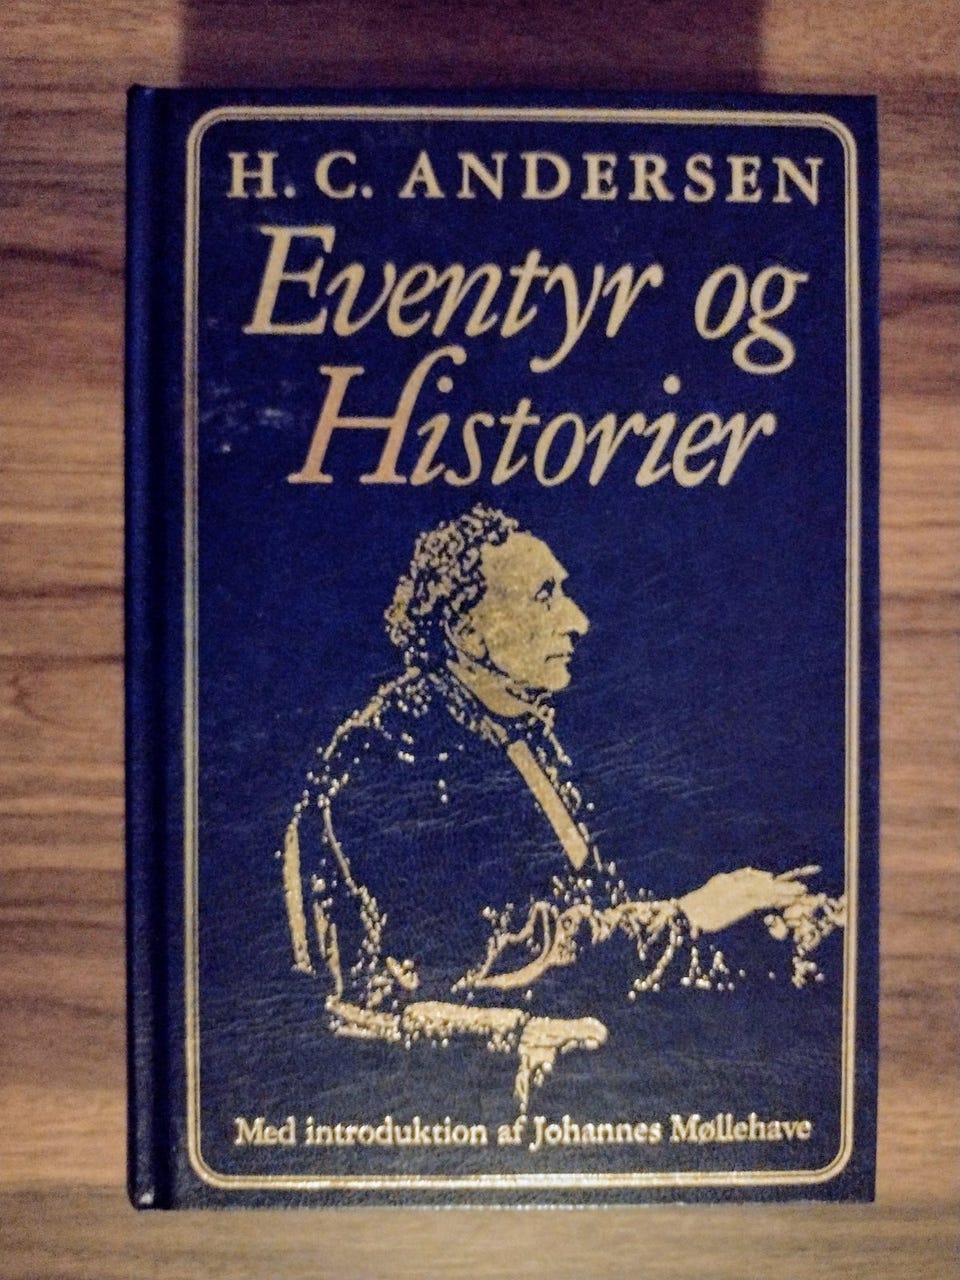 H. C. ANDERSEN
Eventyr og
Historier
Med introduktion af Johannes Møllehave